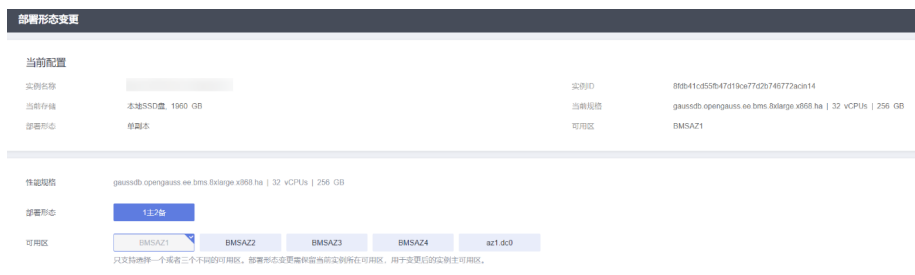 部署形态变更
当前配置
实例名称
实例ID 8fdb41cd55fb47d19ce77d2b746772acin14
当前存储 本地SSD盘, 1960 GB
当前规格 gaussdb.opengauss.ee.bms.8xlarge.x868.ha | 32 vCPUs | 256 GB
部署形态 单副本
可用区 BMSAZ1
性能规格 gaussdb.opengauss.ee.bms.8xlarge.x868.ha | 32 vCPUs | 256 GB
部署形态 1主2备
可用区 BMSAZ1 BMSAZ2 BMSAZ3 BMSAZ4 az1.dc0
只支持选择一个或者三个不同的可用区。部署形态变更需保留当前实例所在可用区，用于变更后的实例主可用区。